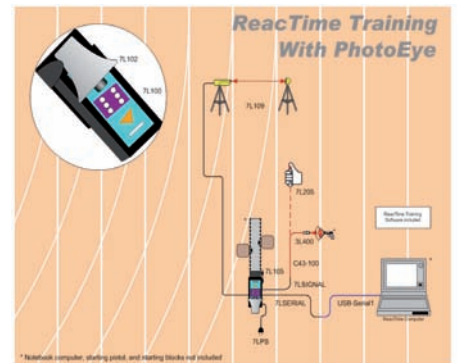 ReacTime Training
With PhotoEye
7L102
7L100
7L109
7L205
ReacTime Training
Software included
3L400
C43-100
7L105
7LSIGNAL
7LSERIAL
USB-Serial1
7LPS
* Notebook computer, starting pistol, and starting blocks not included